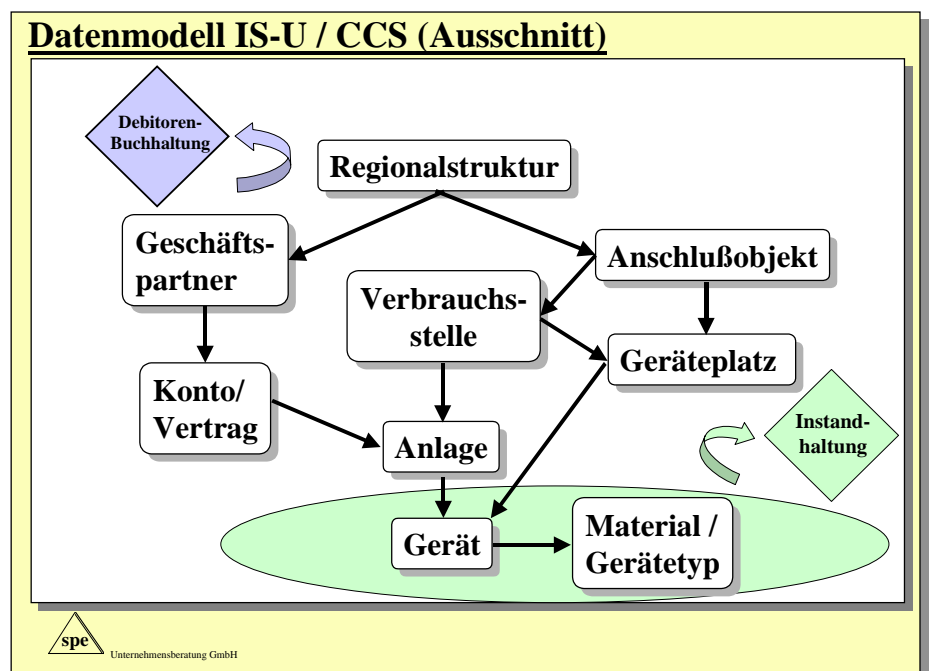 Datenmodell IS-U / CCS (Ausschnitt)
Debitoren-
Buchhaltung
Regionalstruktur
Geschäfts-
partner
Anschlußobjekt
Verbrauchs-
stelle
Geräteplatz
Konto/
Vertrag
Anlage
Instand-
haltung
Gerät
Material /
Gerätetyp
spe
Unternehmensberatung GmbH